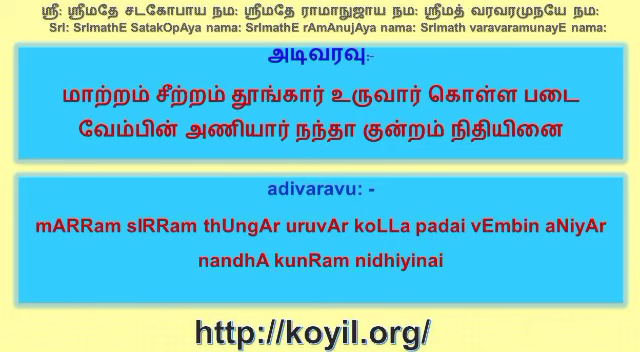 ஸ்ரீ: ஸ்ரீமதே சடகோபாய நம: ஸ்ரீமதே ராமாநுஜாய நம: ஸ்ரீமத் வரவரமுநயே நம:
SrI: SrImathE SatakOpAya nama: SrImathE rAmAnujAya nama: SrImath varavaramunayE nama:
அடிவரவு:-
மாற்றம் சீற்றம் தூங்கார் உருவார் கொள்ள படை
வேம்பின் அணியார் நந்தா குன்றம் நிதியினை
adivaravu: -
mARRam sIRRam thUngAr uruvAr koLLa padai vEmbin aNiyAr
nandhA kunRam nidhiyinai
http://koyil.org/